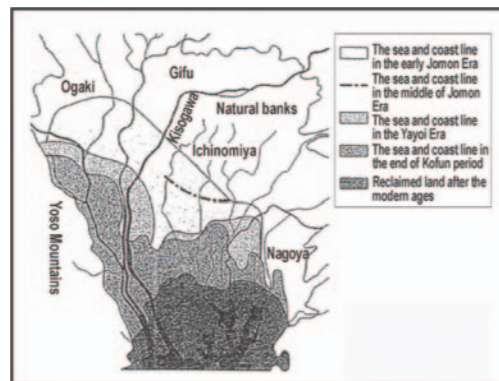 Gifu
Ogaki
Kisogawa
Natural banks
Ichinomiya
Yoso Mountains
Nagoya
The sea and coast line
in the early Jomon Era
The sea and coast line
in the middle of Jomon
Era
The sea and coast line
in the Yayoi Era
The sea and coast line in
the end of Kofun period
Reclaimed land after the
modern ages